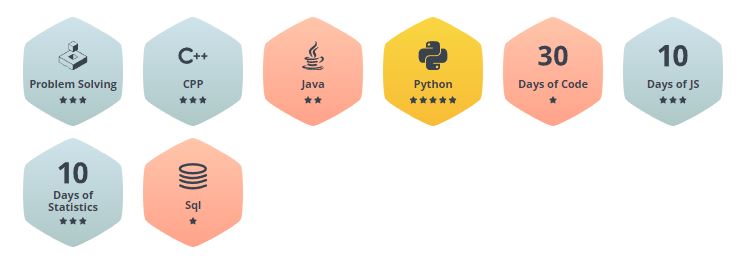 Problem Solving
C++
CPP
Java
Python
30
Days of Code
10
Days of JS
10
Days of
Statistics
Sql